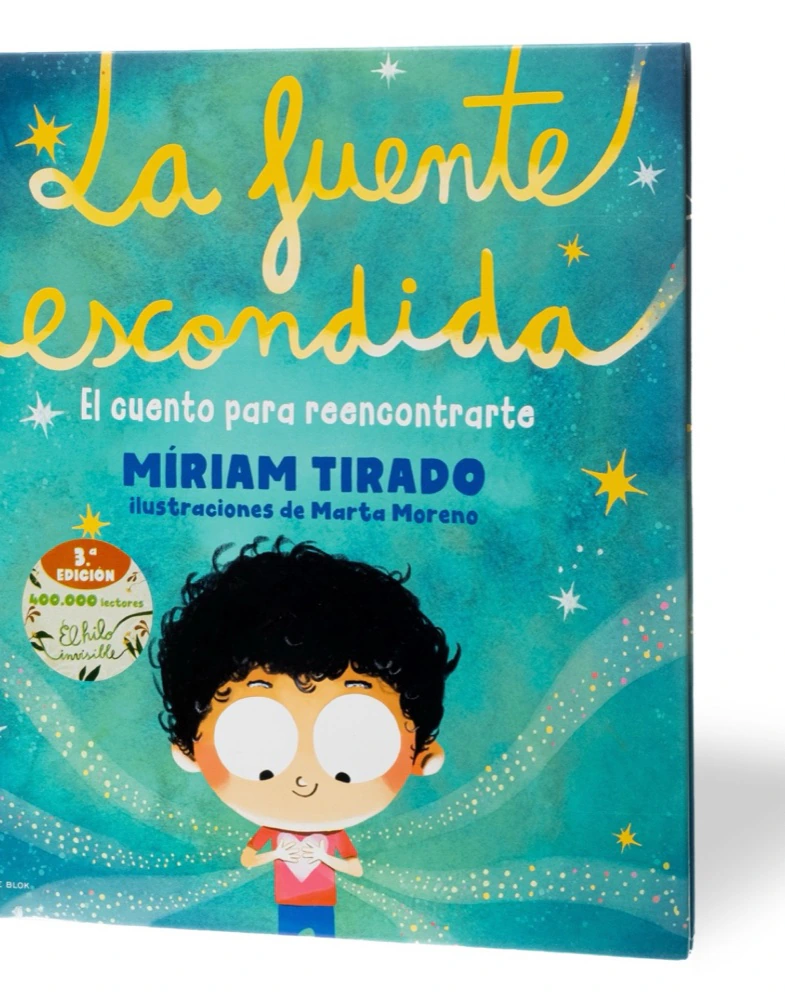 La fuente
escondida
El cuento para reencontrarte
MÍRIAM TIRADO
ilustraciones de Marta Moreno
3.ª
EDICIÓN
400.000 lectores
El hilo
invisible
BLOK